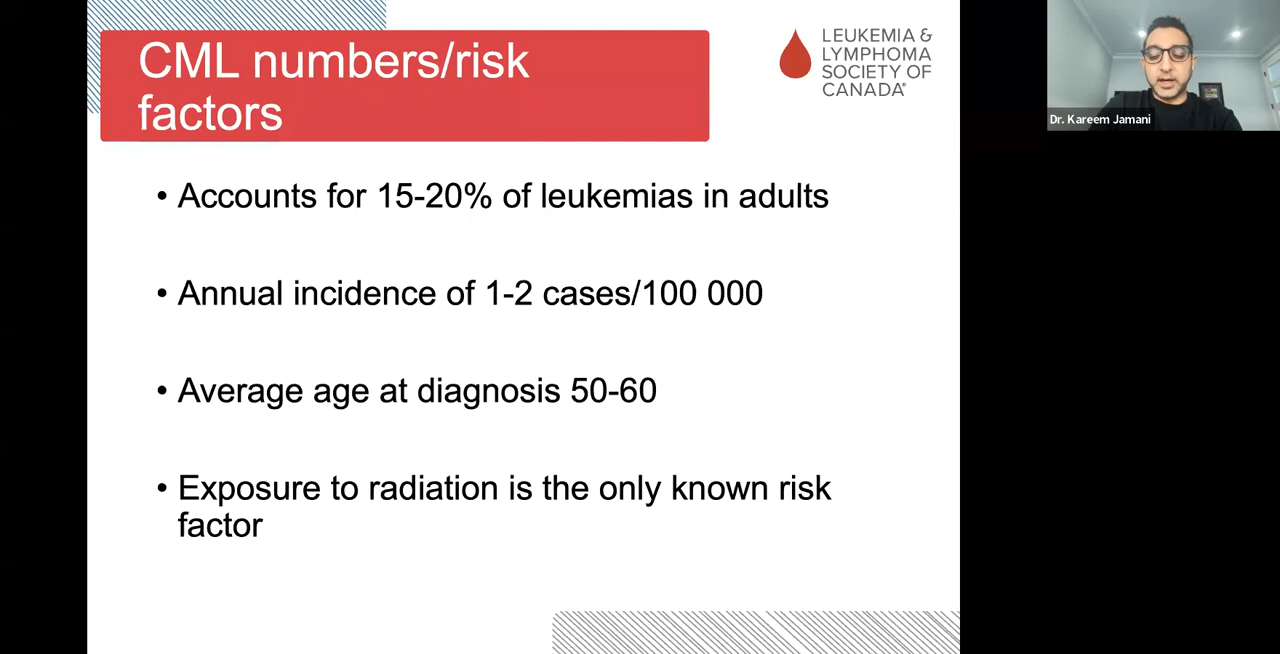 CML numbers/risk
factors
LEUKEMIA &
LYMPHOMA
SOCIETY OF
CANADA®
Dr. Kareem Jamani
• Accounts for 15-20% of leukemias in adults
• Annual incidence of 1-2 cases/100 000
• Average age at diagnosis 50-60
• Exposure to radiation is the only known risk
factor